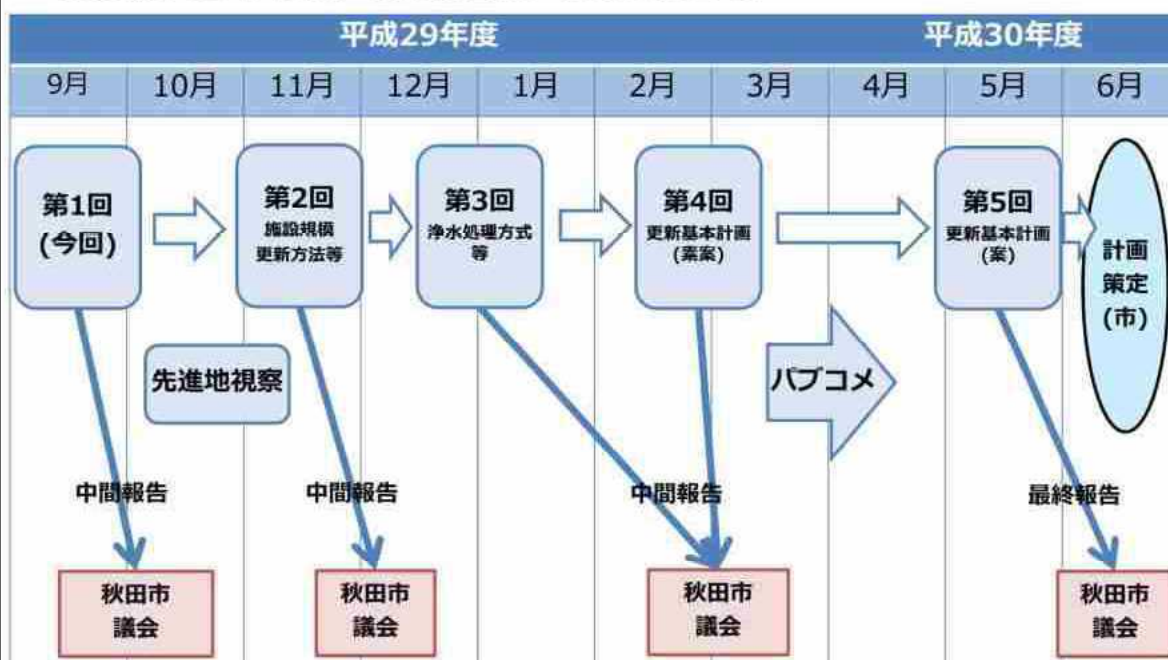 平成29年度
平成30年度
9月
10月
11月
12月
1月
2月
3月
4月
5月
6月
第1回
(今回)
第2回
施設規模
更新方法等
第3回
浄水処理方式
等
第4回
更新基本計画
(素案)
第5回
更新基本計画
(案)
計画
策定
(市)
先進地視察
パブコメ
中間報告
中間報告
中間報告
最終報告
秋田市
議会
秋田市
議会
秋田市
議会
秋田市
議会